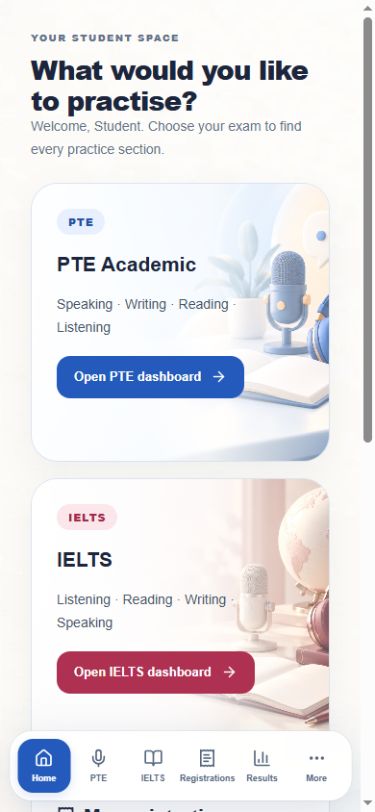 YOUR STUDENT SPACE
What would you like
to practise?
Welcome, Student. Choose your exam to find
every practice section.
PTE
PTE Academic
Speaking · Writing · Reading ·
Listening
Open PTE dashboard →
IELTS
IELTS
Listening · Reading · Writing ·
Speaking
Open IELTS dashboard →
Home
PTE
IELTS
Registrations
Results
More